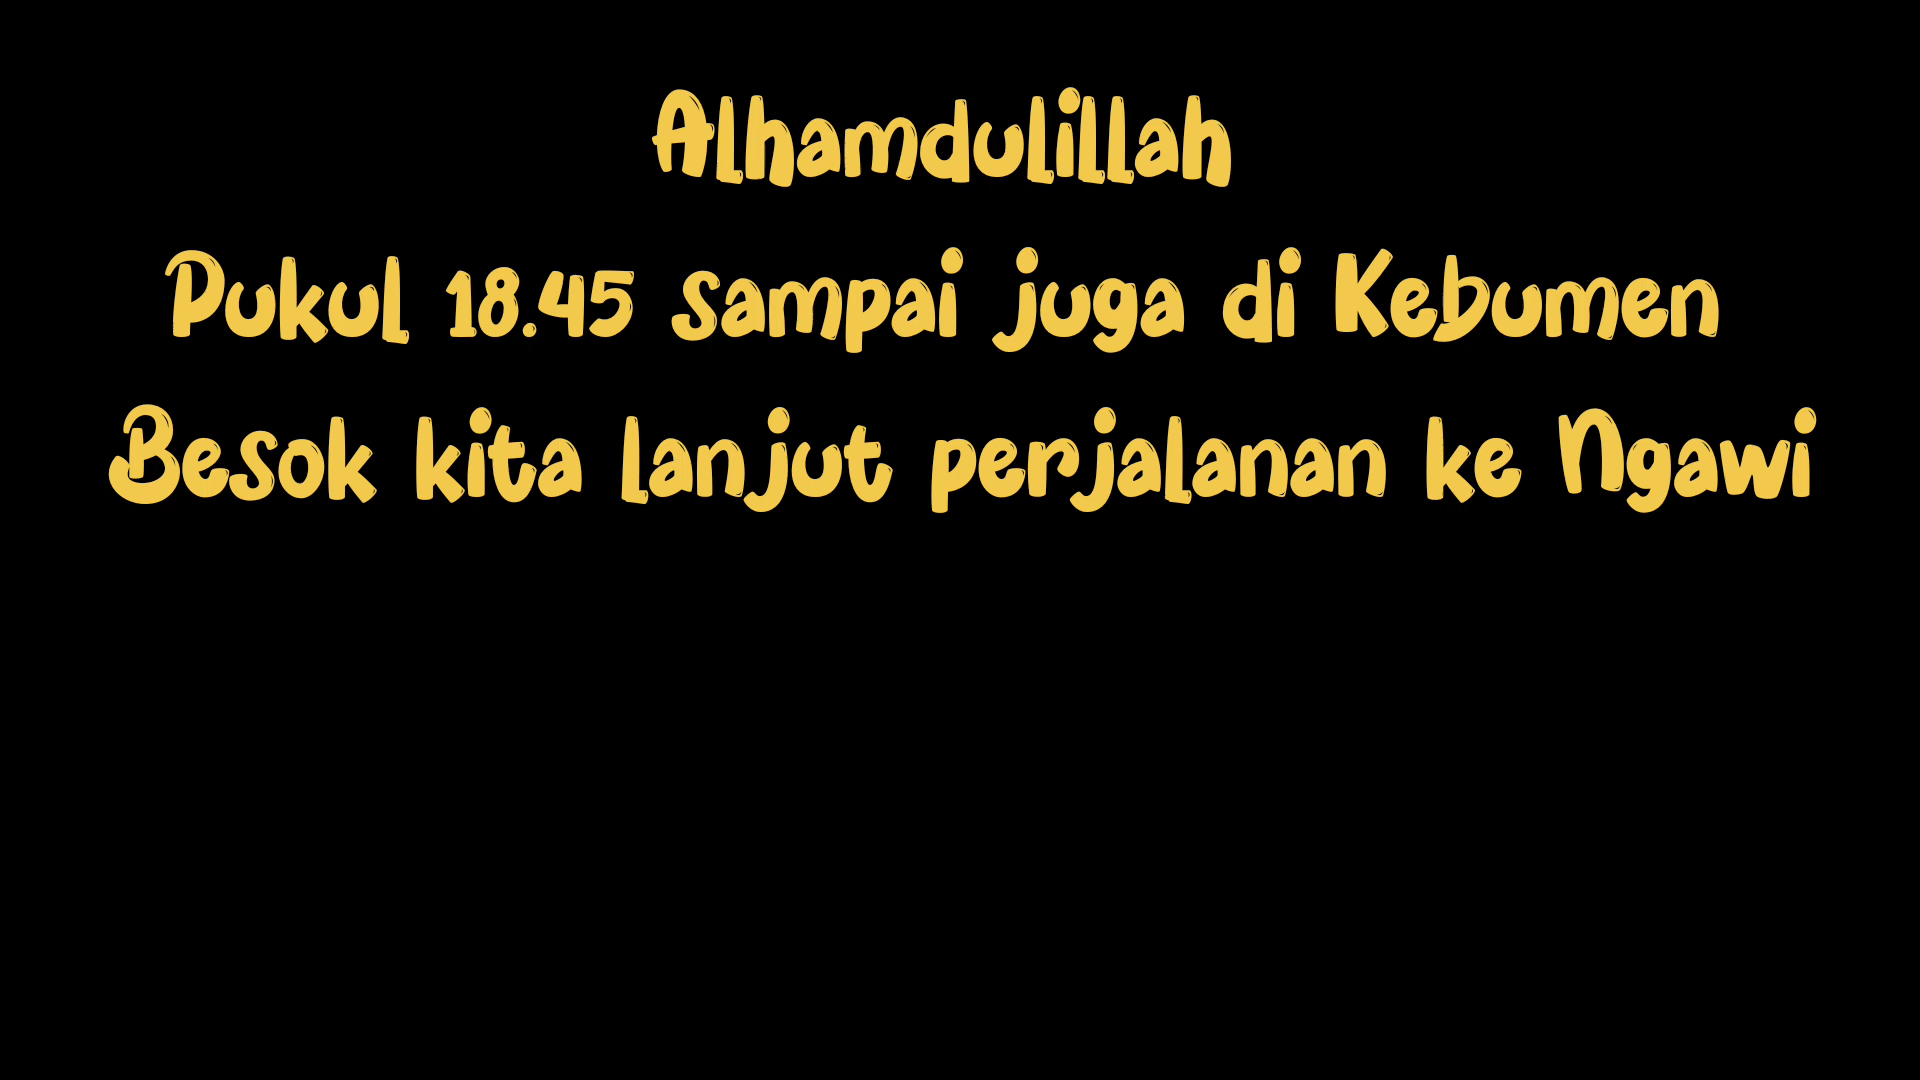 Alhamdulillah
Pukul 18.45 sampai juga di Kebumen
Besok kita lanjut perjalanan ke Ngawi